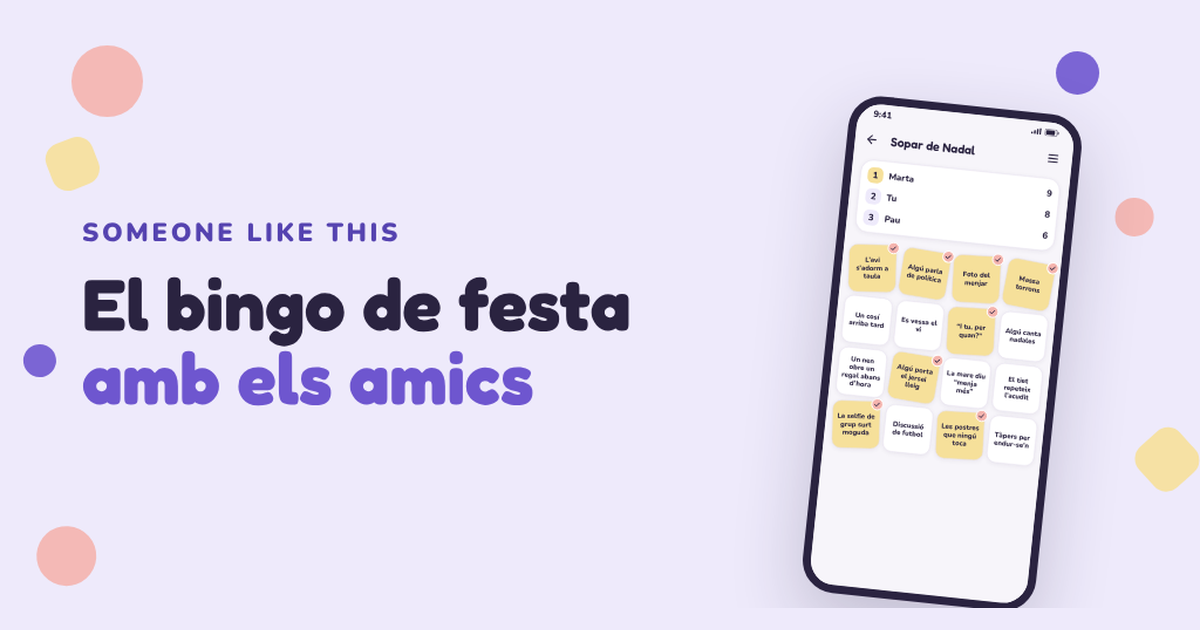 SOMEONE LIKE THIS
El bingo de festa
amb els amics
9:41
Sopar de Nadal
1 Marta 9
2 Tu 8
3 Pau 6
L'avi
s'adorm a
taula
Algú parla
de política
Foto del
menjar
Massa
torrons
Un cosí
arriba tard
Es vessa el
vi
"I tu, per
quan?"
Algú canta
nadales
Un nen
obre un
regal abans
d'hora
Algú porta
el jersei
lleig
La mare diu
"menja
més"
El tiet
repeteix
l'acudit
La selfie de
grup surt
moguda
Discussió
de futbol
Les postres
que ningú
toca
Tàpers per
endur-se'n